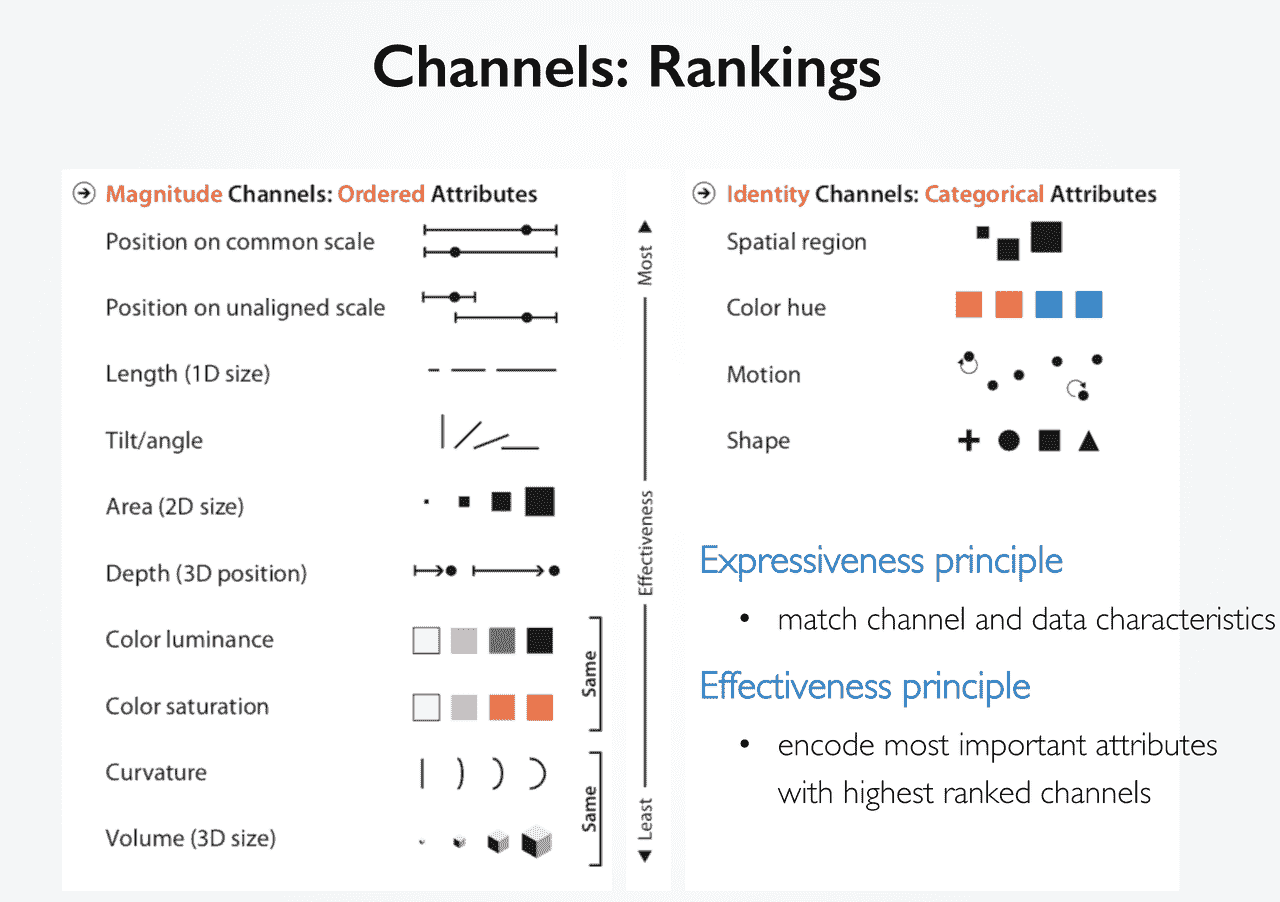 Channels: Rankings
Magnitude Channels: Ordered Attributes
Position on common scale
Position on unaligned scale
Length (1D size)
Tilt/angle
Area (2D size)
Depth (3D position)
Color luminance
Color saturation
Same
Curvature
Volume (3D size)
Same
Most
Effectiveness
Least
Identity Channels: Categorical Attributes
Spatial region
Color hue
Motion
Shape
Expressiveness principle
• match channel and data characteristics
Effectiveness principle
• encode most important attributes
with highest ranked channels